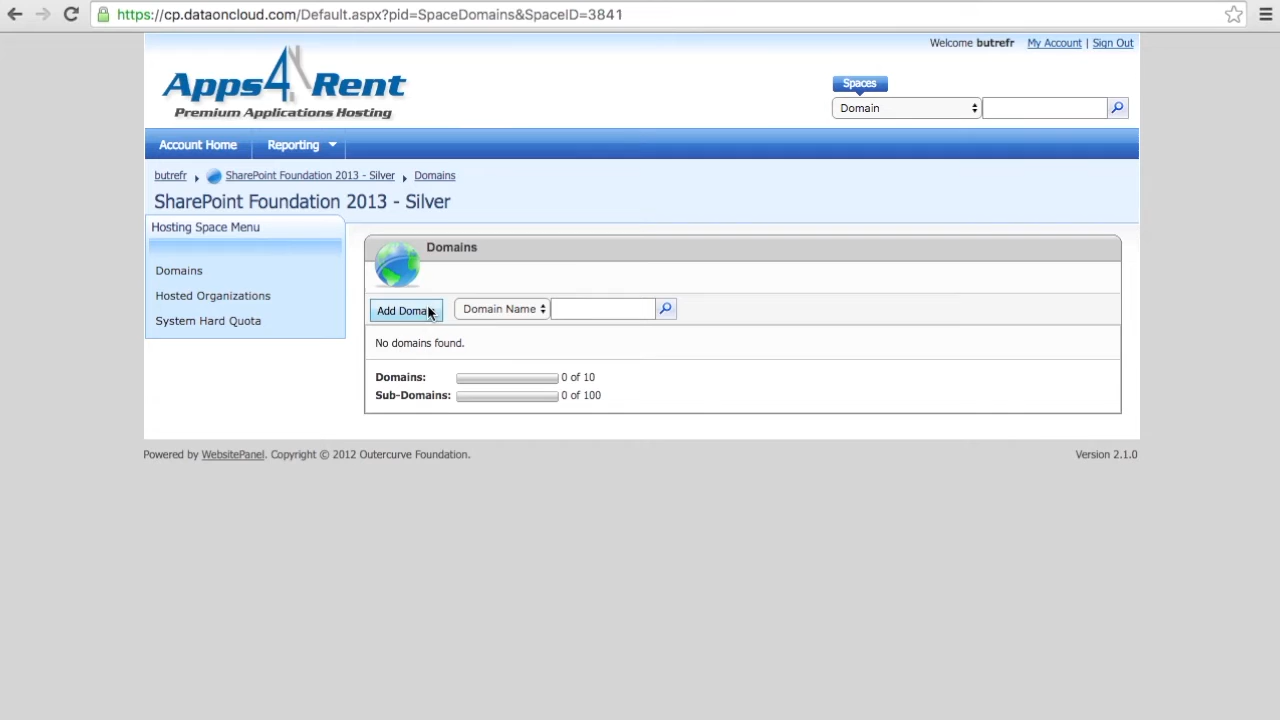 https://cp.dataoncloud.com/Default.aspx?pid=SpaceDomains&SpaceID=3841
Welcome butrefr My Account | Sign Out
Apps4Rent
Premium Applications Hosting
Spaces
Domain
Account Home Reporting
butrefr SharePoint Foundation 2013 - Silver Domains
SharePoint Foundation 2013 - Silver
Hosting Space Menu
Domains
Hosted Organizations
System Hard Quota
Domains
Domain Name
Add
No domains found.
Domains: 0 of 10
Sub-Domains: 0 of 100
Powered by WebsitePanel. Copyright © 2012 Outercurve Foundation.
Version 2.1.0